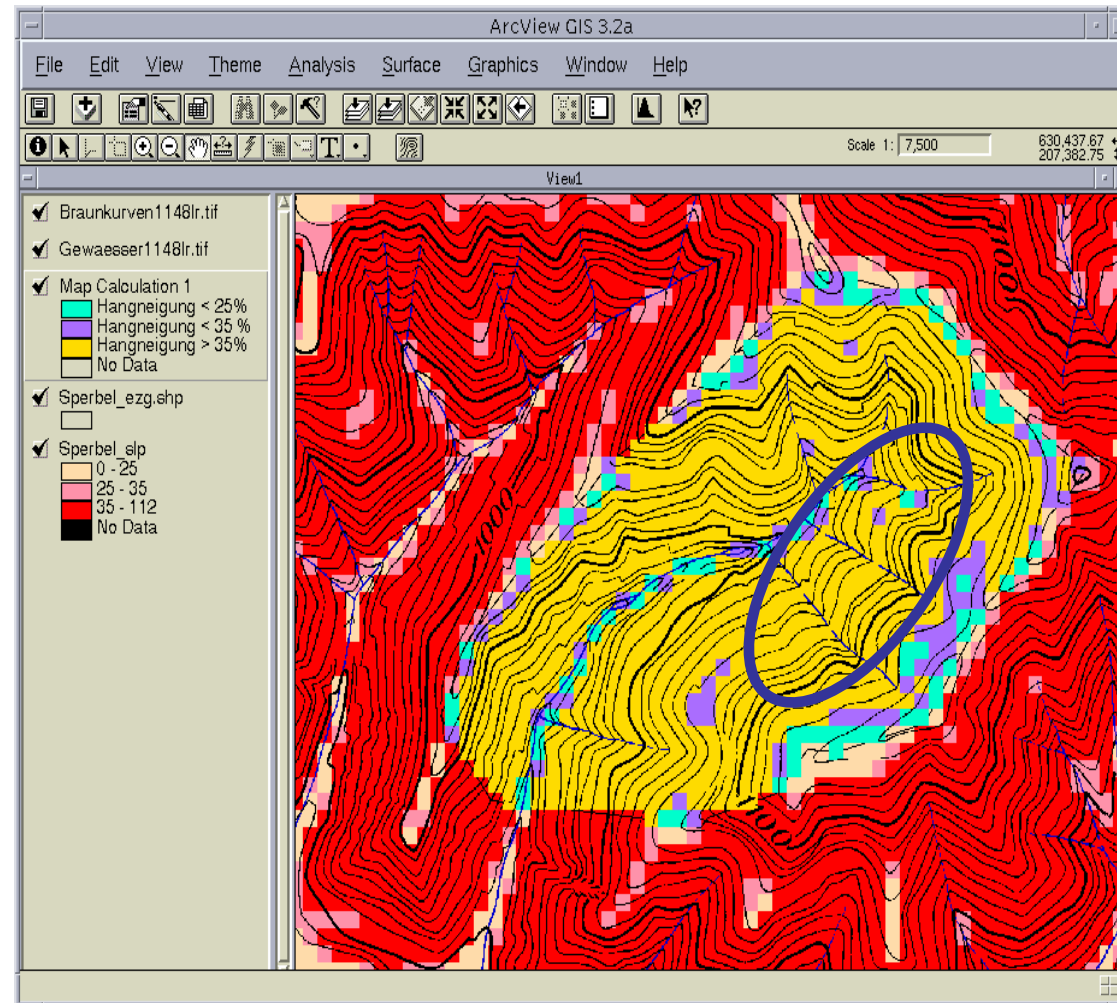 ArcView GIS 3.2a
File Edit View Theme Analysis Surface Graphics Window Help
Scale 1: 7,500
630,437.67
207,382.75
View1
Braunkurven1148lr.tif
Gewaesser1148lr.tif
Map Calculation 1
Hangneigung < 25%
Hangneigung < 35 %
Hangneigung > 35%
No Data
Sperbel_ezg.shp
Sperbel_slp
0 - 25
25 - 35
35 - 112
No Data
1100
1000
1100